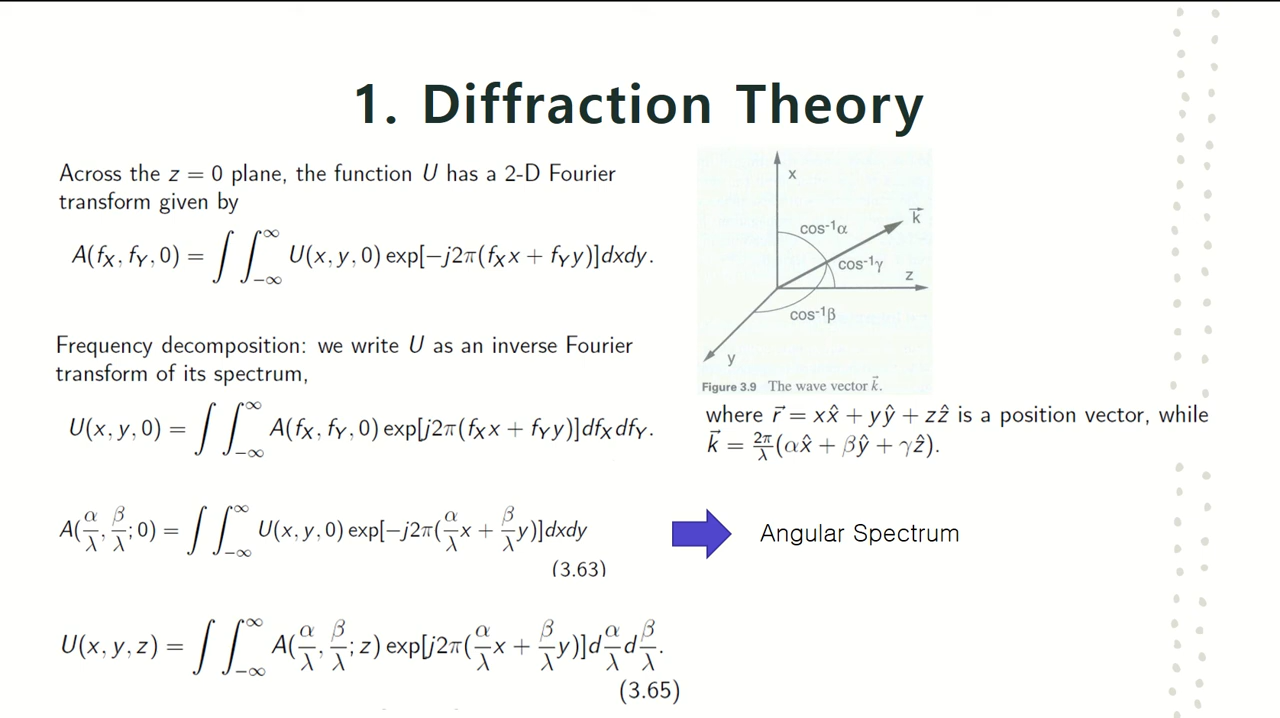 1. Diffraction Theory
Across the z = 0 plane, the function U has a 2-D Fourier
transform given by
A(f_X, f_Y, 0) = ∫∫_{-∞}^{∞} U(x, y, 0) exp[−j2π(f_X x + f_Y y)]dxdy.
Frequency decomposition: we write U as an inverse Fourier
transform of its spectrum,
U(x, y, 0) = ∫∫_{-∞}^{∞} A(f_X, f_Y, 0) exp[j2π(f_X x + f_Y y)]df_X df_Y.
A(α/λ, β/λ; 0) = ∫∫_{-∞}^{∞} U(x, y, 0) exp[−j2π(α/λ x + β/λ y)]dxdy
(3.63)
U(x, y, z) = ∫∫_{-∞}^{∞} A(α/λ, β/λ; z) exp[j2π(α/λ x + β/λ y)]d α/λ d β/λ.
(3.65)
x
k⃗
cos⁻¹α
cos⁻¹γ
z
cos⁻¹β
y
Figure 3.9 The wave vector k⃗.
where r⃗ = xx̂ + yŷ + zẑ is a position vector, while
k⃗ = 2π/λ (αx̂ + βŷ + γẑ).
Angular Spectrum